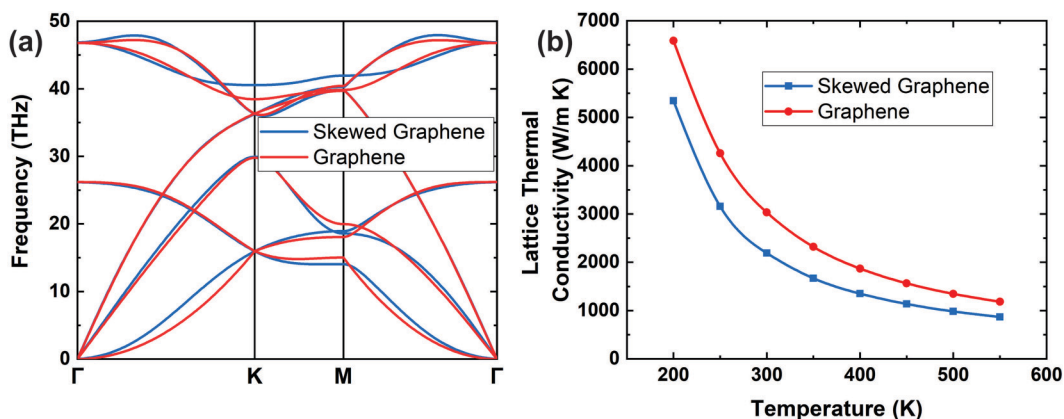 (a)
Frequency (THz)
50
40
30
20
10
0
Γ
K
M
Γ
Skewed Graphene
Graphene
(b)
Lattice Thermal
Conductivity (W/m K)
7000
6000
5000
4000
3000
2000
1000
0
200
300
400
500
600
Temperature (K)
Skewed Graphene
Graphene